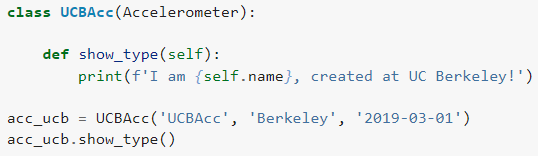 class UCBAcc(Accelerometer):
    def show_type(self):
        print(f'I am {self.name}, created at UC Berkeley!')
acc_ucb = UCBAcc('UCBAcc', 'Berkeley', '2019-03-01')
acc_ucb.show_type()